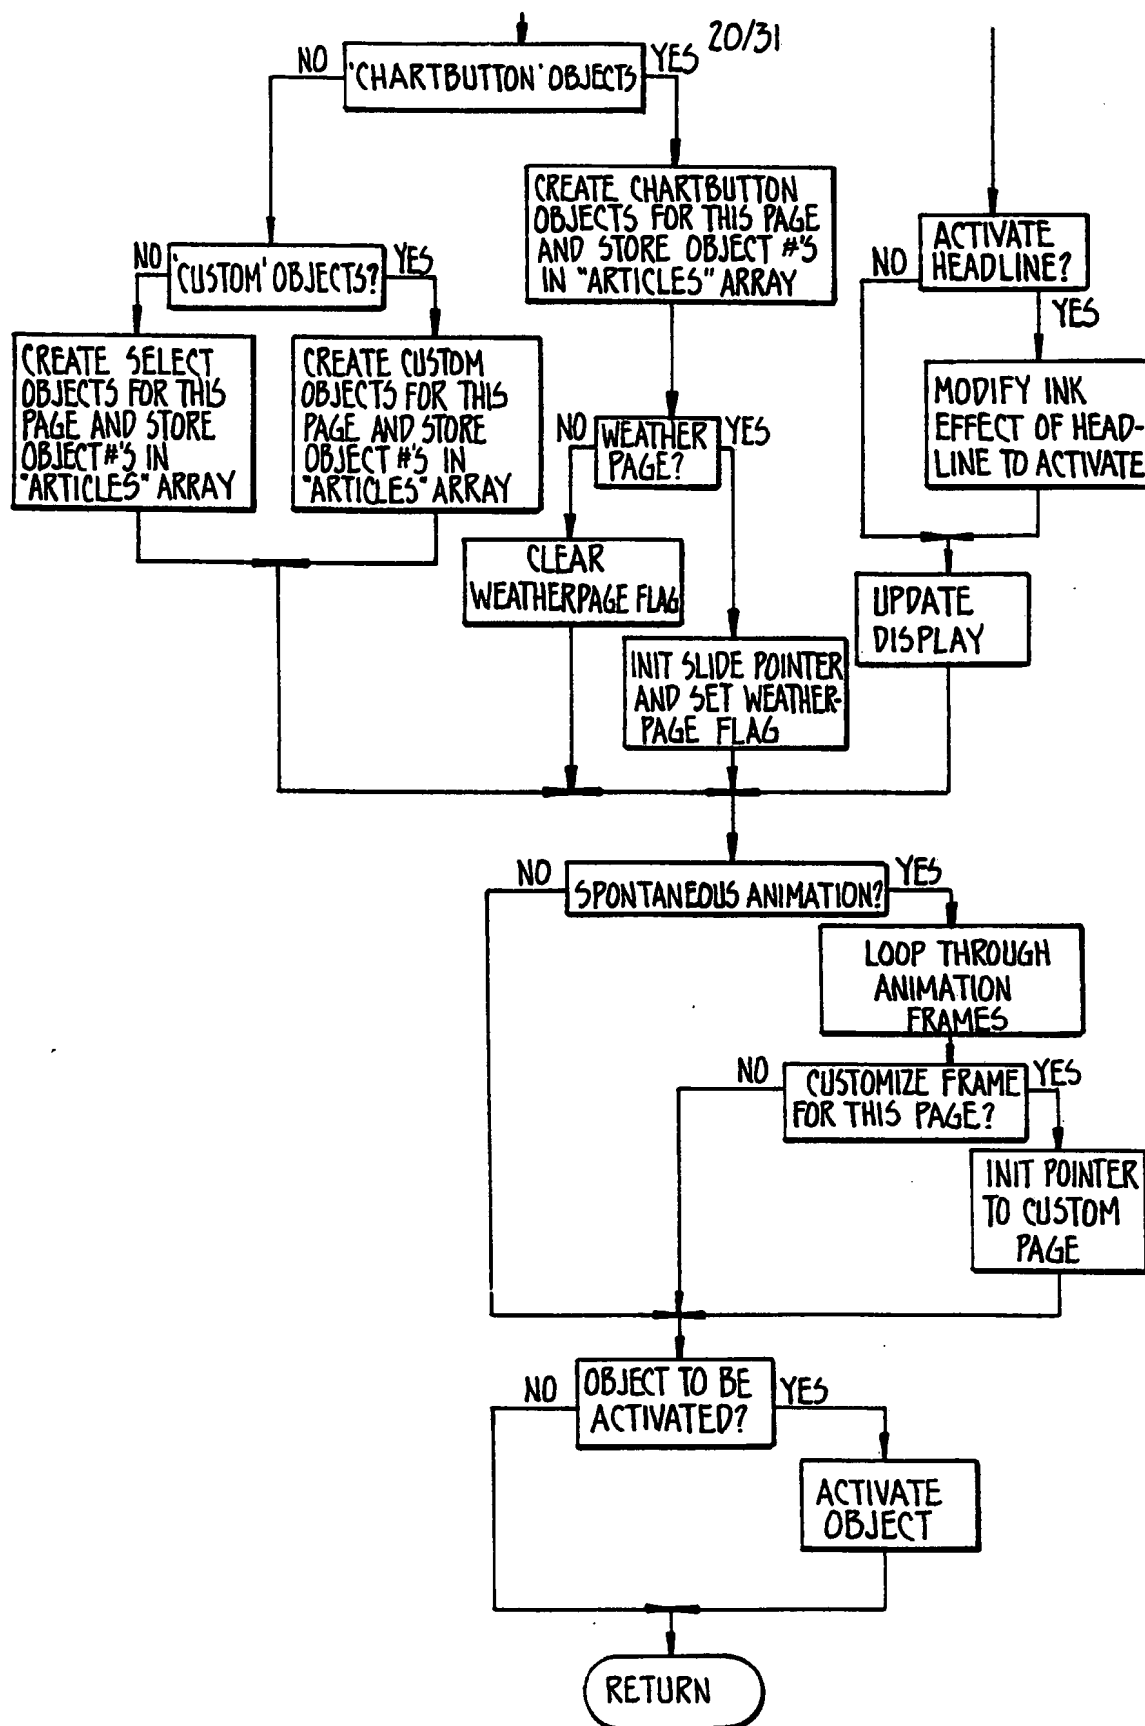 20/31
NO
'CHARTBUTTON' OBJECTS
YES
CREATE CHARTBUTTON
OBJECTS FOR THIS PAGE
AND STORE OBJECT #'S
IN "ARTICLES" ARRAY
ACTIVATE
HEADLINE?
NO
YES
NO
'CUSTOM' OBJECTS?
YES
CREATE SELECT
OBJECTS FOR THIS
PAGE AND STORE
OBJECT #'S IN
"ARTICLES" ARRAY
CREATE CUSTOM
OBJECTS FOR THIS
PAGE AND STORE
OBJECT #'S IN
"ARTICLES" ARRAY
MODIFY INK
EFFECT OF HEAD-
LINE TO ACTIVATE
NO
WEATHER
PAGE?
YES
CLEAR
WEATHERPAGE FLAG
UPDATE
DISPLAY
INIT SLIDE POINTER
AND SET WEATHER-
PAGE FLAG
NO
SPONTANEOUS ANIMATION?
YES
LOOP THROUGH
ANIMATION
FRAMES
NO
CUSTOMIZE FRAME
FOR THIS PAGE?
YES
INIT POINTER
TO CUSTOM
PAGE
NO
OBJECT TO BE
ACTIVATED?
YES
ACTIVATE
OBJECT
RETURN